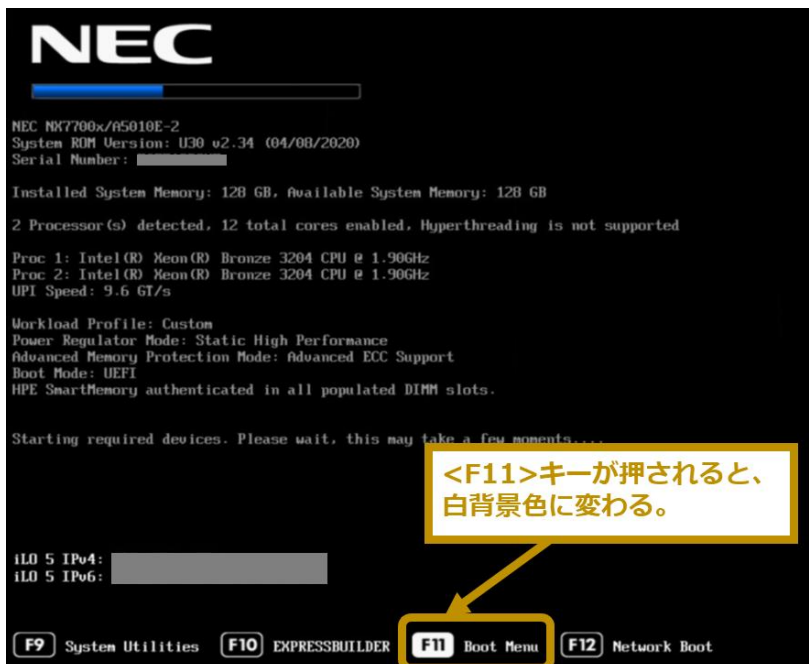 NEC
NEC NX7700x/A5010E-2
System ROM Version: U30 v2.34 (04/08/2020)
Serial Number:
Installed System Memory: 128 GB, Available System Memory: 128 GB
2 Processor(s) detected, 12 total cores enabled, Hyperthreading is not supported
Proc 1: Intel(R) Xeon(R) Bronze 3204 CPU @ 1.90GHz
Proc 2: Intel(R) Xeon(R) Bronze 3204 CPU @ 1.90GHz
UPI Speed: 9.6 GT/s
Workload Profile: Custom
Power Regulator Mode: Static High Performance
Advanced Memory Protection Mode: Advanced ECC Support
Boot Mode: UEFI
HPE SmartMemory authenticated in all populated DIMM slots.
Starting required devices. Please wait, this may take a few moments....
<F11>キーが押されると、
白背景色に変わる。
iLO 5 IPv4:
iLO 5 IPv6:
F9 System Utilities F10 EXPRESSBUILDER F11 Boot Menu F12 Network Boot